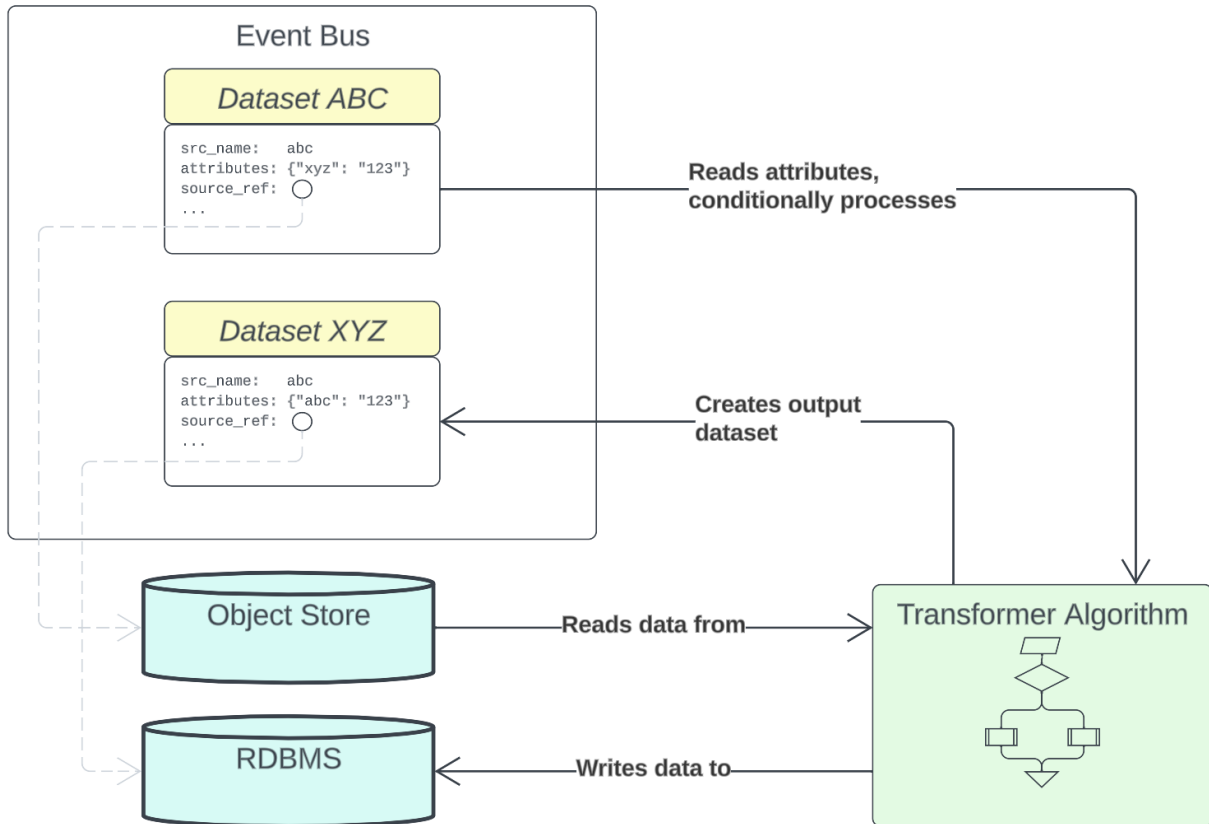 Event Bus
Dataset ABC
src_name:   abc
attributes: {"xyz": "123"}
source_ref:
...
Reads attributes,
conditionally processes
Dataset XYZ
src_name:   abc
attributes: {"abc": "123"}
source_ref:
...
Creates output
dataset
Object Store
Reads data from
Transformer Algorithm
RDBMS
Writes data to